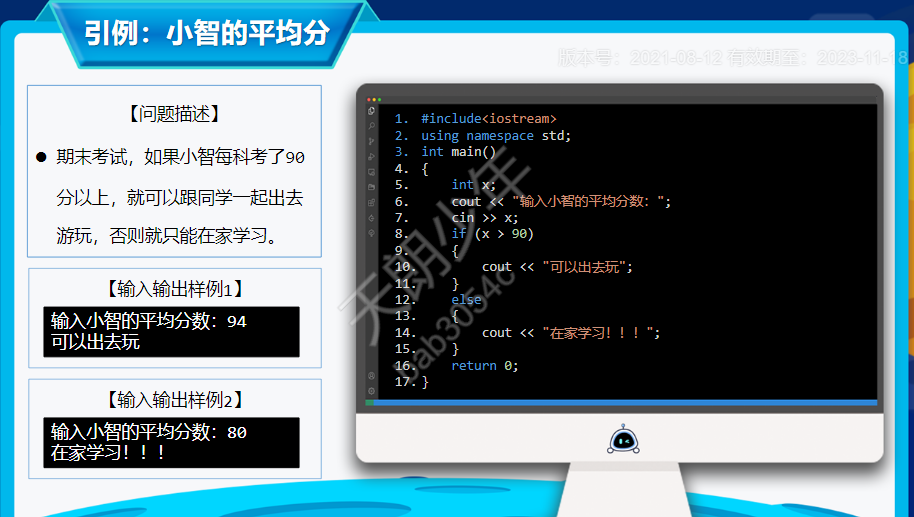 引例：小智的平均分
版本号：2021-08-12 有效期至：2023-11-18
【问题描述】
● 期末考试，如果小智每科考了90
分以上，就可以跟同学一起出去
游玩，否则就只能在家学习。
【输入输出样例1】
输入小智的平均分数：94
可以出去玩
【输入输出样例2】
输入小智的平均分数：80
在家学习！！！
1. #include<iostream>
2. using namespace std;
3. int main()
4. {
5. int x;
6. cout << "输入小智的平均分数：";
7. cin >> x;
8. if (x > 90)
9. {
10. cout << "可以出去玩";
11. }
12. else
13. {
14. cout << "在家学习！！！";
15. }
16. return 0;
17. }
天朗少年
bab3054c